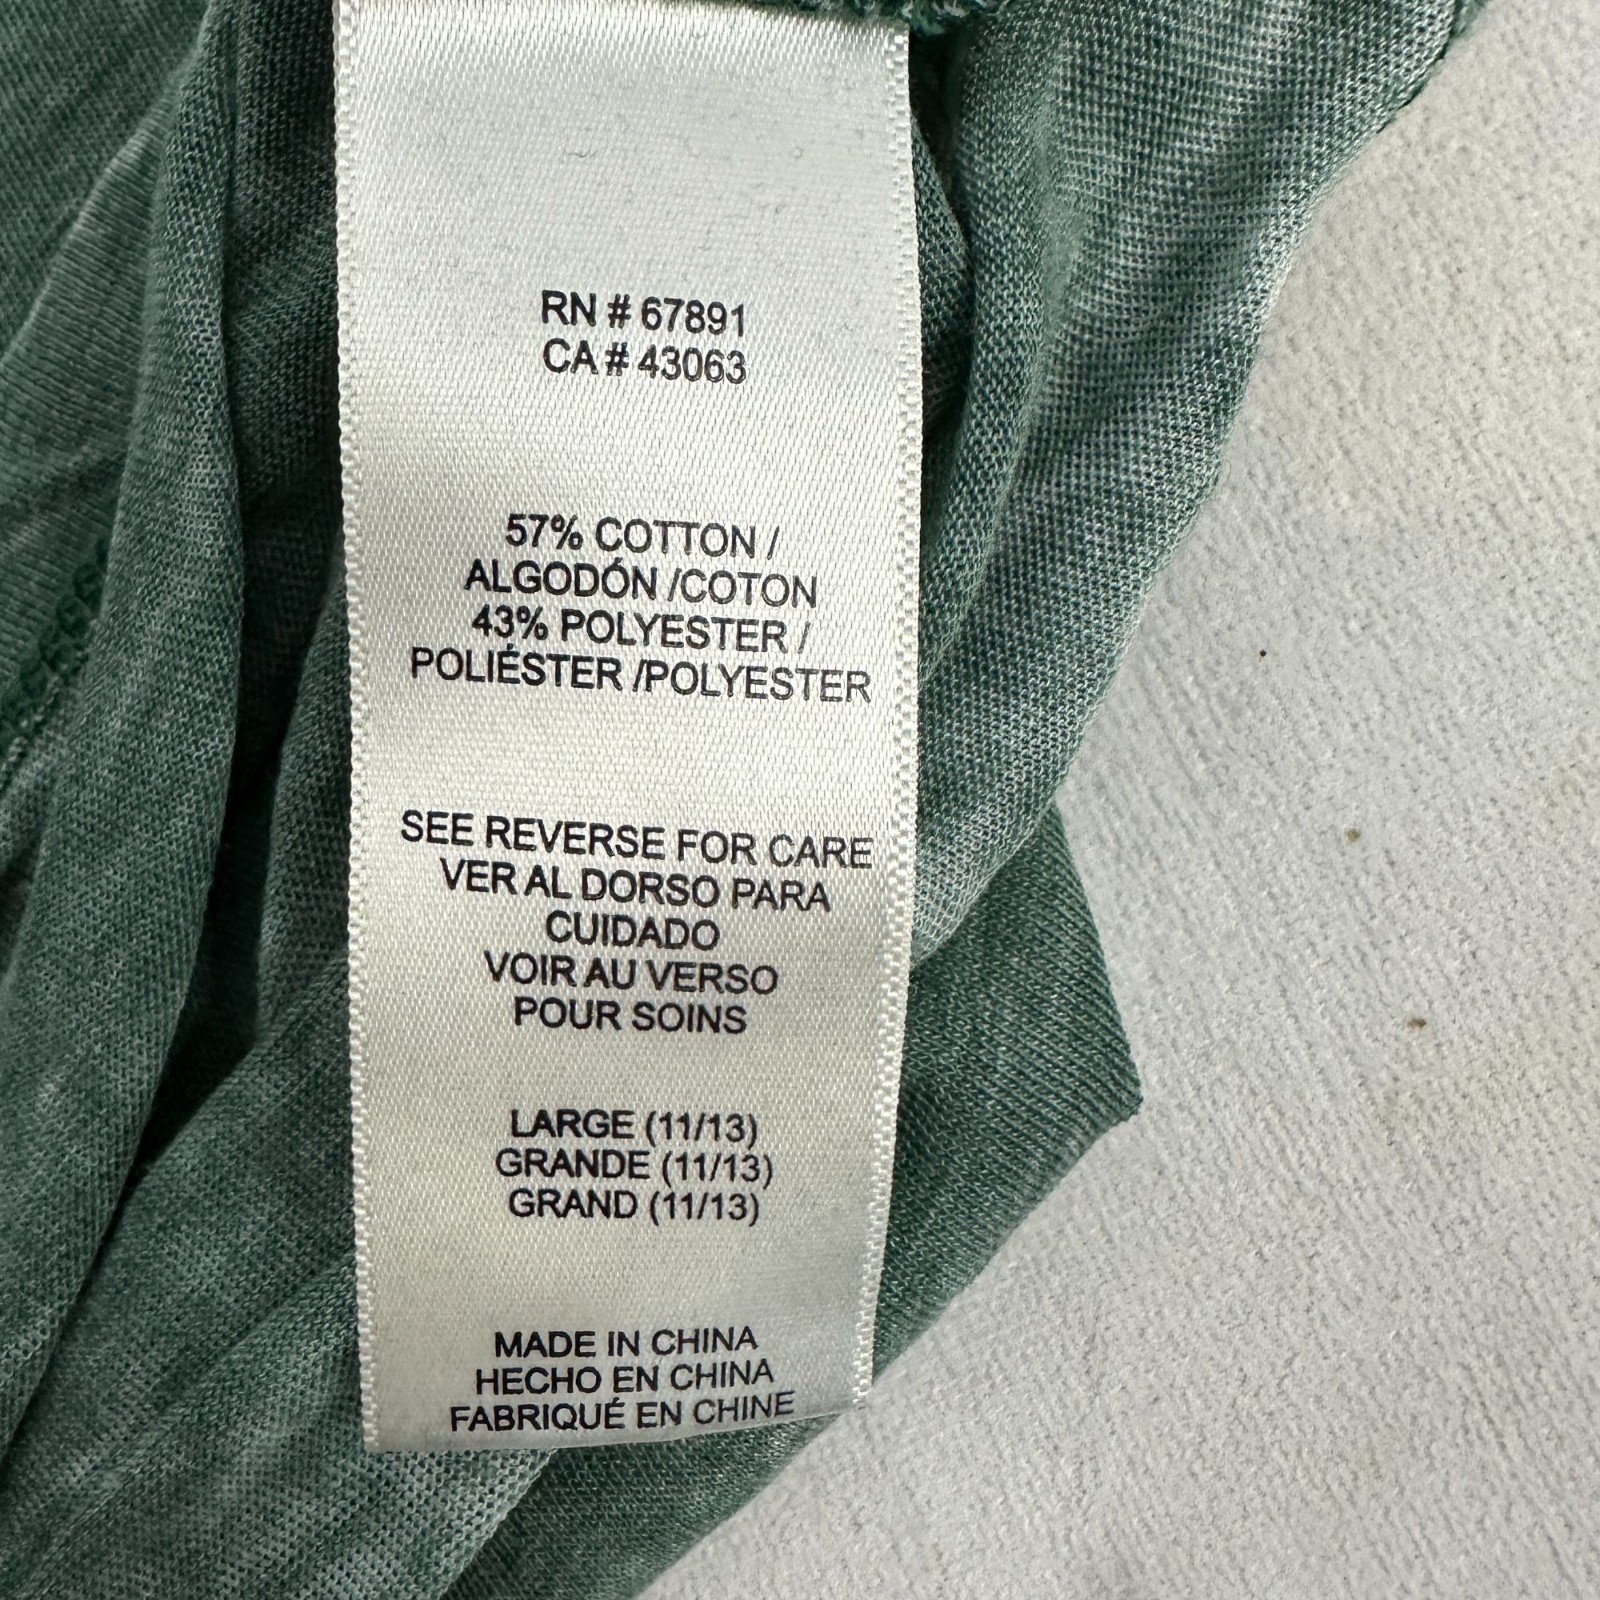 RN # 67891
CA # 43063
57% COTTON /
ALGODÓN /COTON
43% POLYESTER /
POLIÉSTER /POLYESTER
SEE REVERSE FOR CARE
VER AL DORSO PARA
CUIDADO
VOIR AU VERSO
POUR SOINS
LARGE (11/13)
GRANDE (11/13)
GRAND (11/13)
MADE IN CHINA
HECHO EN CHINA
FABRIQUÉ EN CHINE